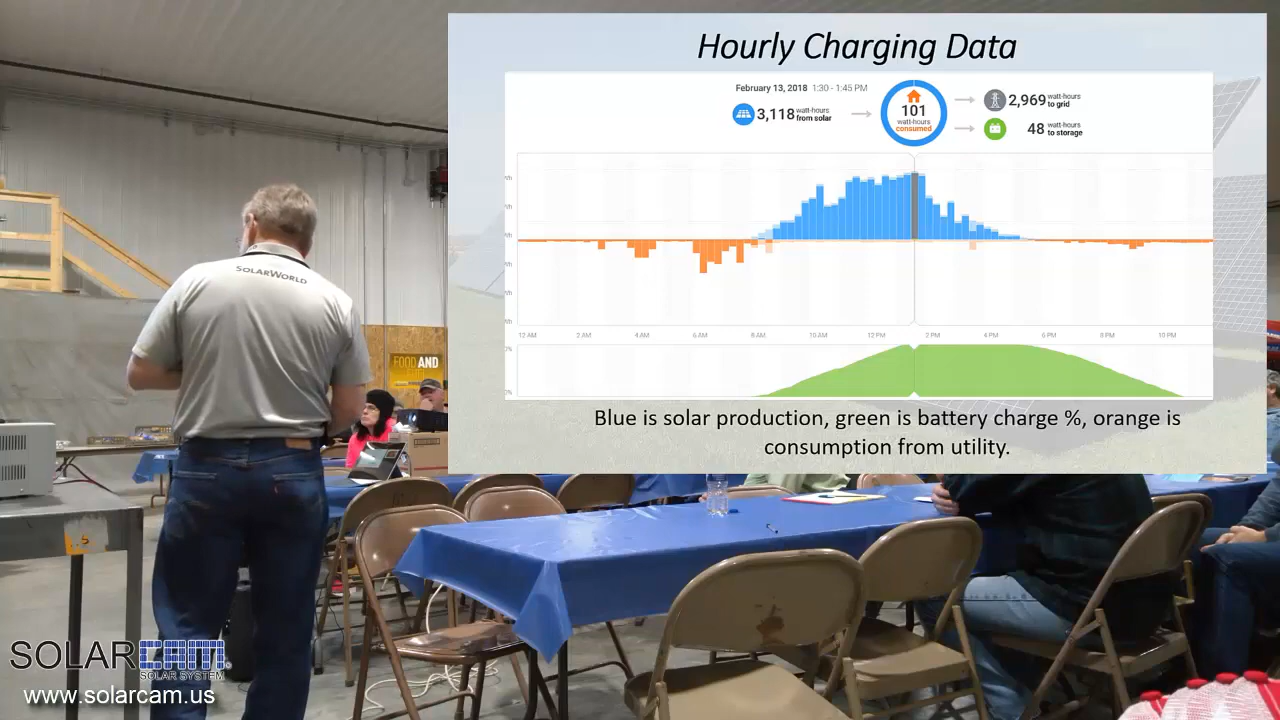 Hourly Charging Data
February 13, 2018 1:30 - 1:45 PM
3,118 watt-hours from solar
101 watt-hours consumed
2,969 watt-hours to grid
48 watt-hours to storage
12 AM 2 AM 4 AM 6 AM 8 AM 10 AM 12 PM 2 PM 4 PM 6 PM 8 PM 10 PM
Blue is solar production, green is battery charge %, orange is
consumption from utility.
SOLARWORLD
FOOD AND
SOLARCAM
SOLAR SYSTEM
www.solarcam.us